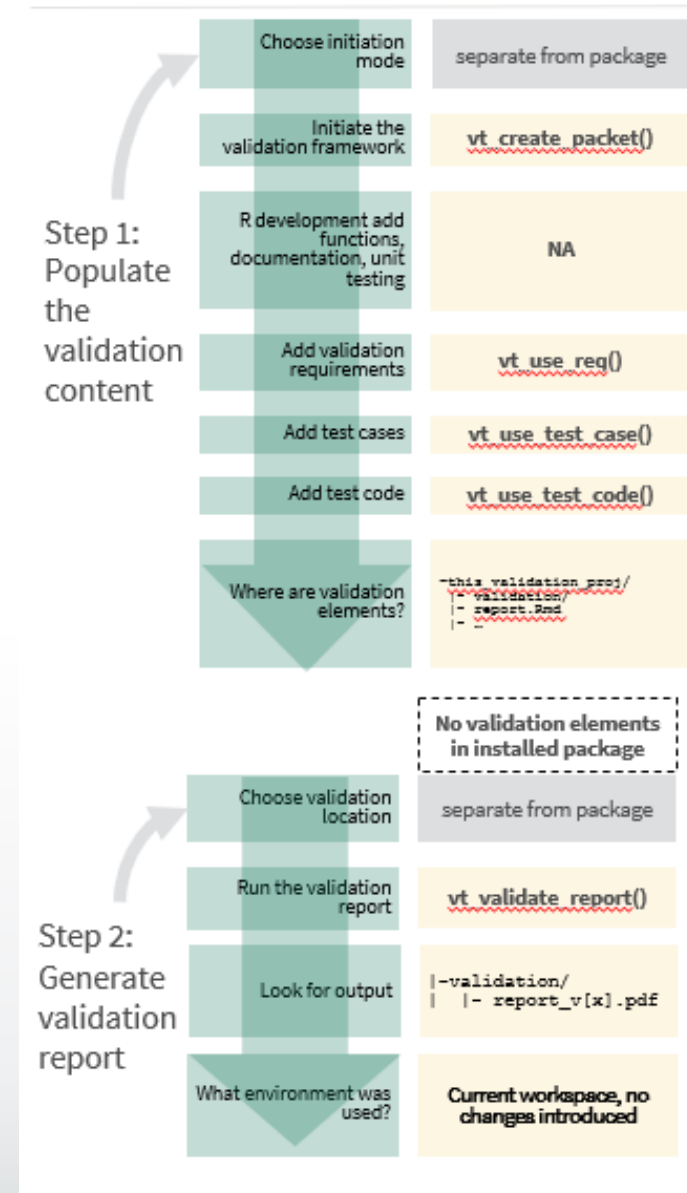 Choose initiation
mode
separate from package
Initiate the
validation framework
vt_create_packet()
Step 1:
Populate
the
validation
content
R development add
functions,
documentation, unit
testing
NA
Add validation
requirements
vt_use_req()
Add test cases
vt_use_test_case()
Add test code
vt_use_test_code()
Where are validation
elements?
-this_validation_proj/
|- validation/
|- report.Rmd
|- …
No validation elements
in installed package
Choose validation
location
separate from package
Run the validation
report
vt_validate_report()
Step 2:
Generate
validation
report
Look for output
|-validation/
| |- report_v[x].pdf
What environment was
used?
Current workspace, no
changes introduced